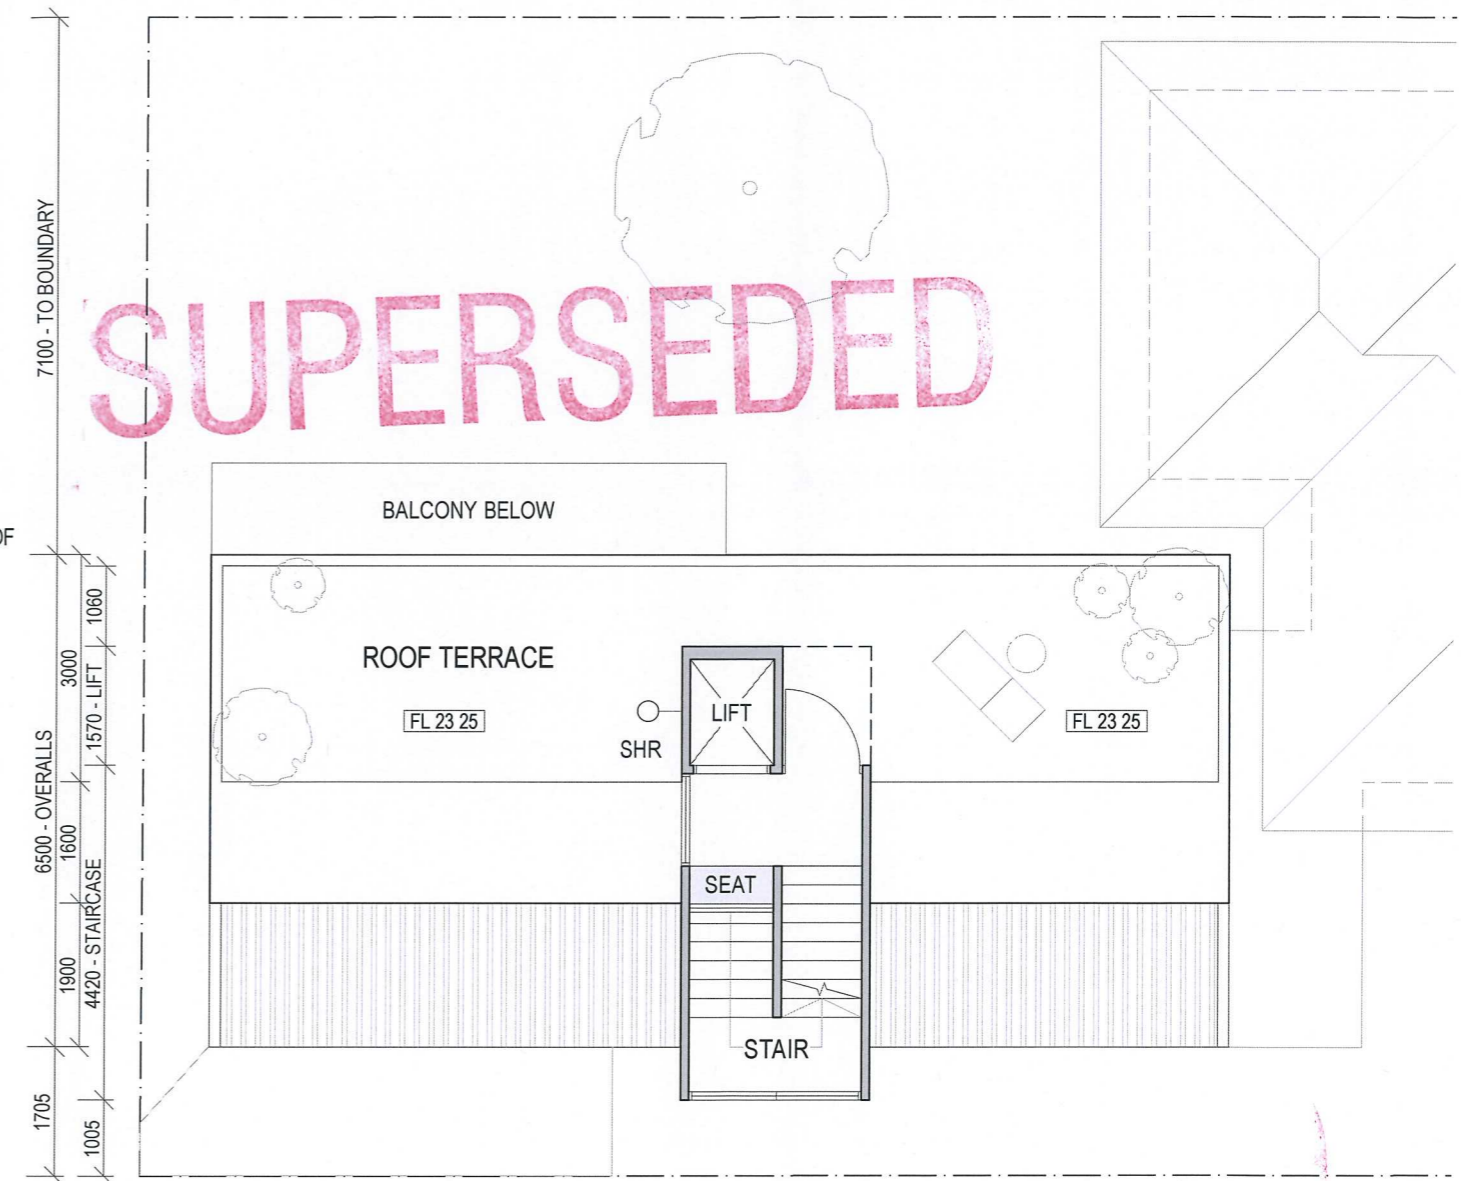 7100 - TO BOUNDARY
SUPERSEDED
BALCONY BELOW
OF
1060
3000
1570 - LIFT
ROOF TERRACE
FL 23 25
LIFT
SHR
FL 23 25
6500 - OVERALLS
1600
4420 - STAIRCASE
SEAT
1900
STAIR
1705
1005